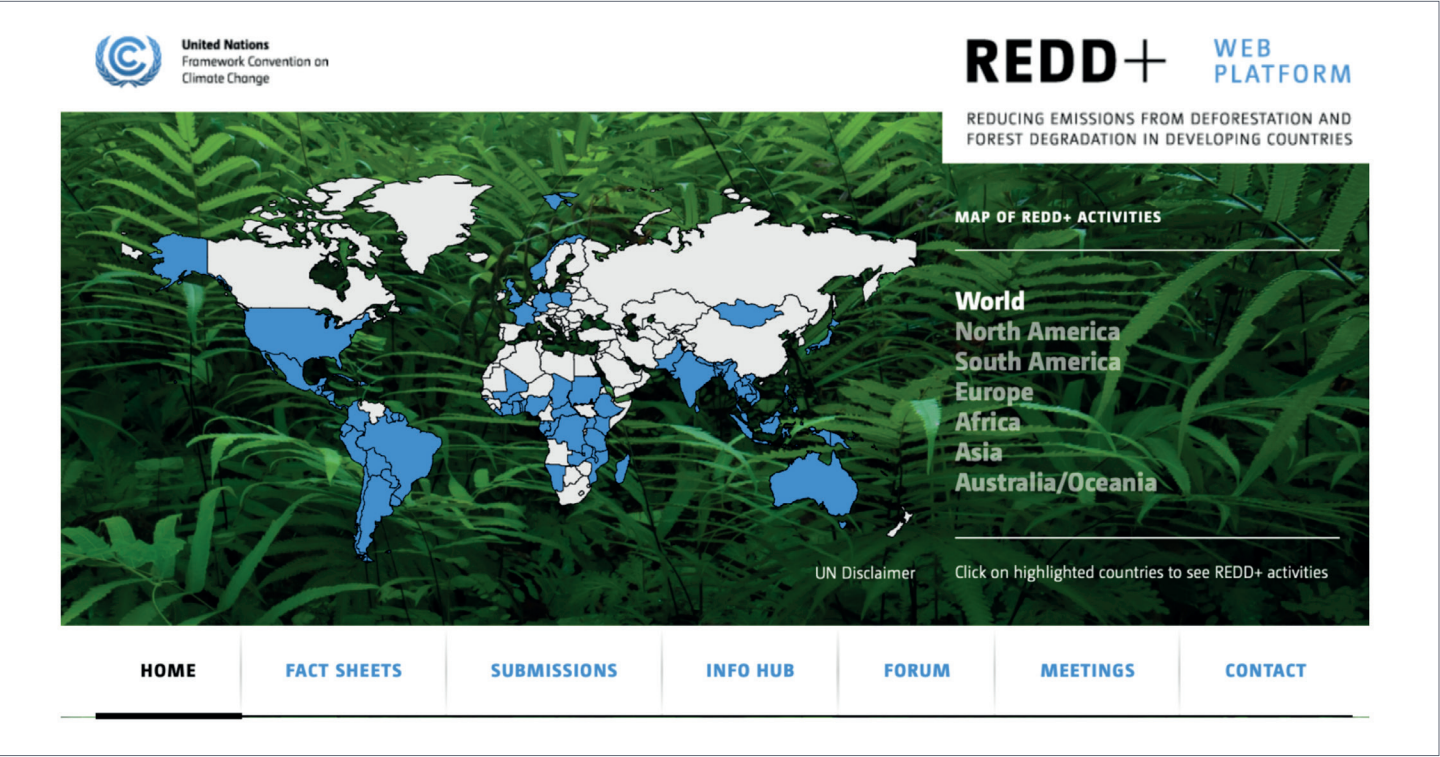 United Nations
Framework Convention on
Climate Change
REDD+
WEB
PLATFORM
REDUCING EMISSIONS FROM DEFORESTATION AND
FOREST DEGRADATION IN DEVELOPING COUNTRIES
MAP OF REDD+ ACTIVITIES
World
North America
South America
Europe
Africa
Asia
Australia/Oceania
UN Disclaimer
Click on highlighted countries to see REDD+ activities
HOME
FACT SHEETS
SUBMISSIONS
INFO HUB
FORUM
MEETINGS
CONTACT